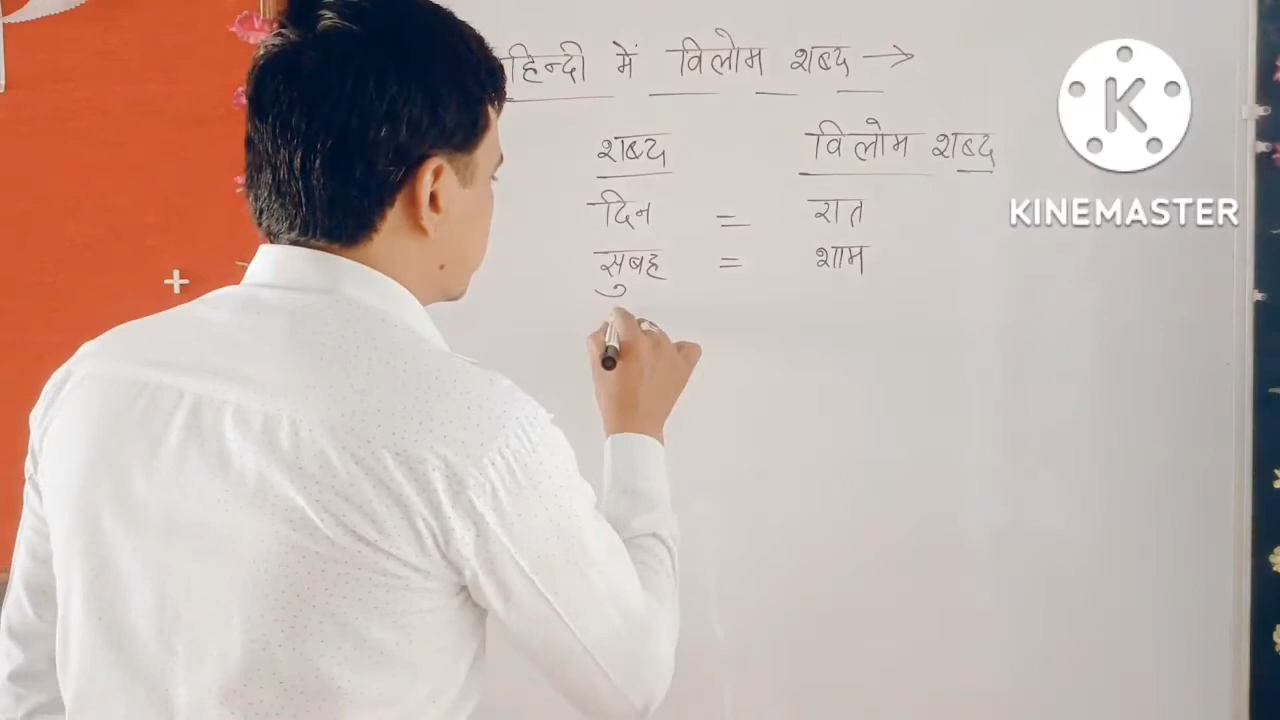 हिन्दी में विलोम शब्द →
शब्द विलोम शब्द
दिन = रात
सुबह = शाम
K
KINEMASTER